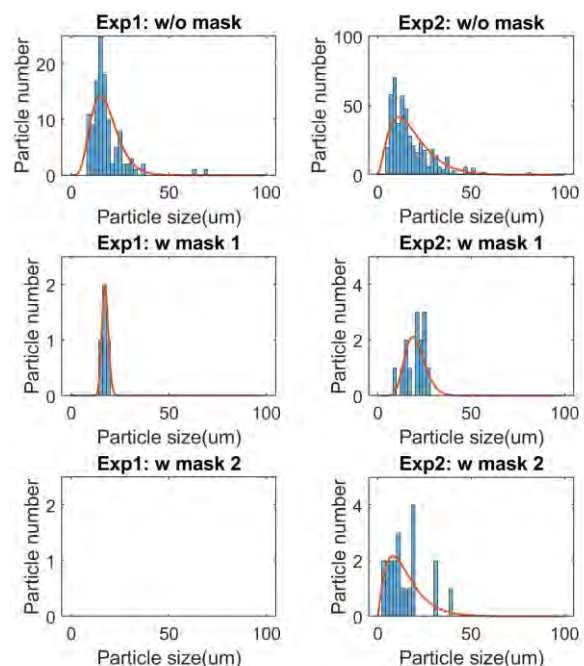 Exp1: w/o mask
Particle number
20
10
0
0
50
100
Particle size(um)
Exp2: w/o mask
Particle number
100
50
0
0
50
100
Particle size(um)
Exp1: w mask 1
Particle number
2
1
0
0
50
100
Particle size(um)
Exp2: w mask 1
Particle number
4
2
0
0
50
100
Particle size(um)
Exp1: w mask 2
Particle number
2
1
0
0
50
100
Particle size(um)
Exp2: w mask 2
Particle number
4
2
0
0
50
100
Particle size(um)